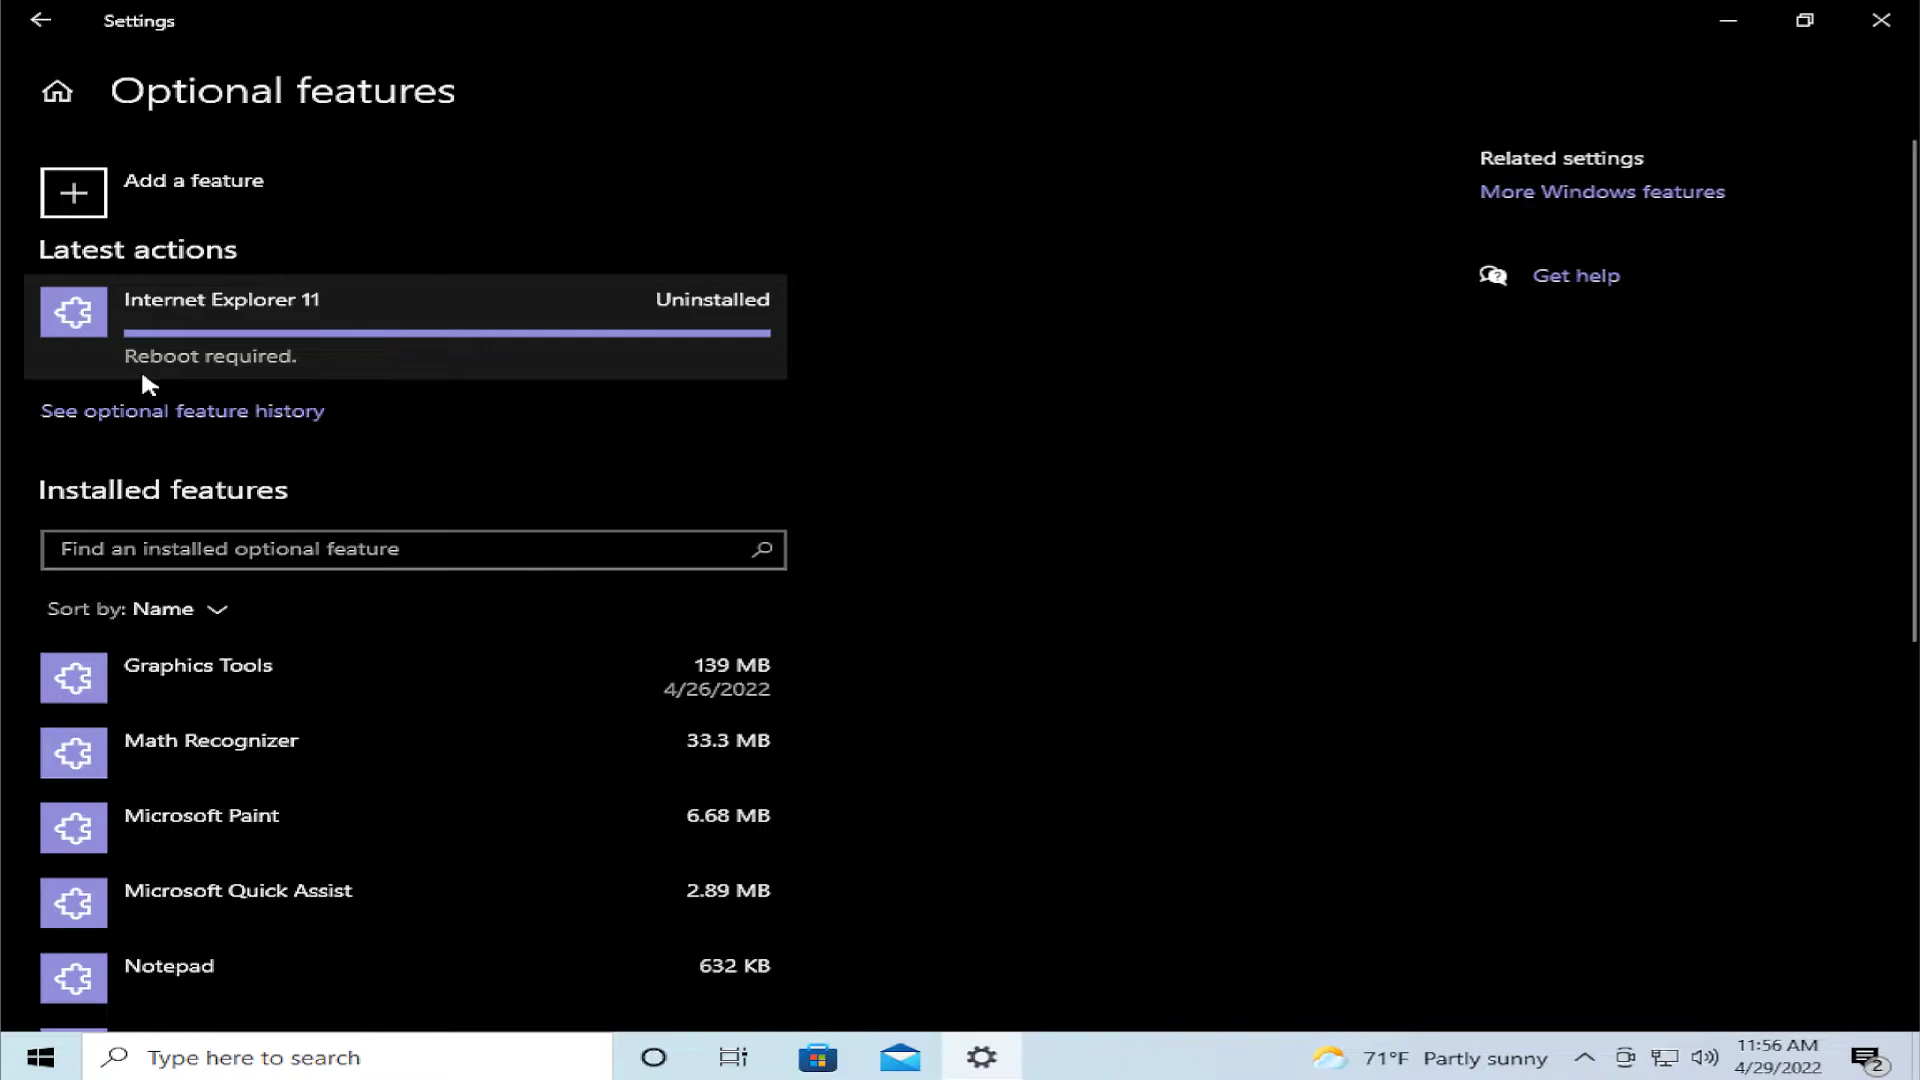 Settings
Optional features
Add a feature
Latest actions
Internet Explorer 11 Uninstalled
Reboot required.
See optional feature history
Installed features
Find an installed optional feature
Sort by: Name
Graphics Tools 139 MB
4/26/2022
Math Recognizer 33.3 MB
Microsoft Paint 6.68 MB
Microsoft Quick Assist 2.89 MB
Notepad 632 KB
Related settings
More Windows features
Get help
Type here to search
71°F Partly sunny
11:56 AM
4/29/2022
2